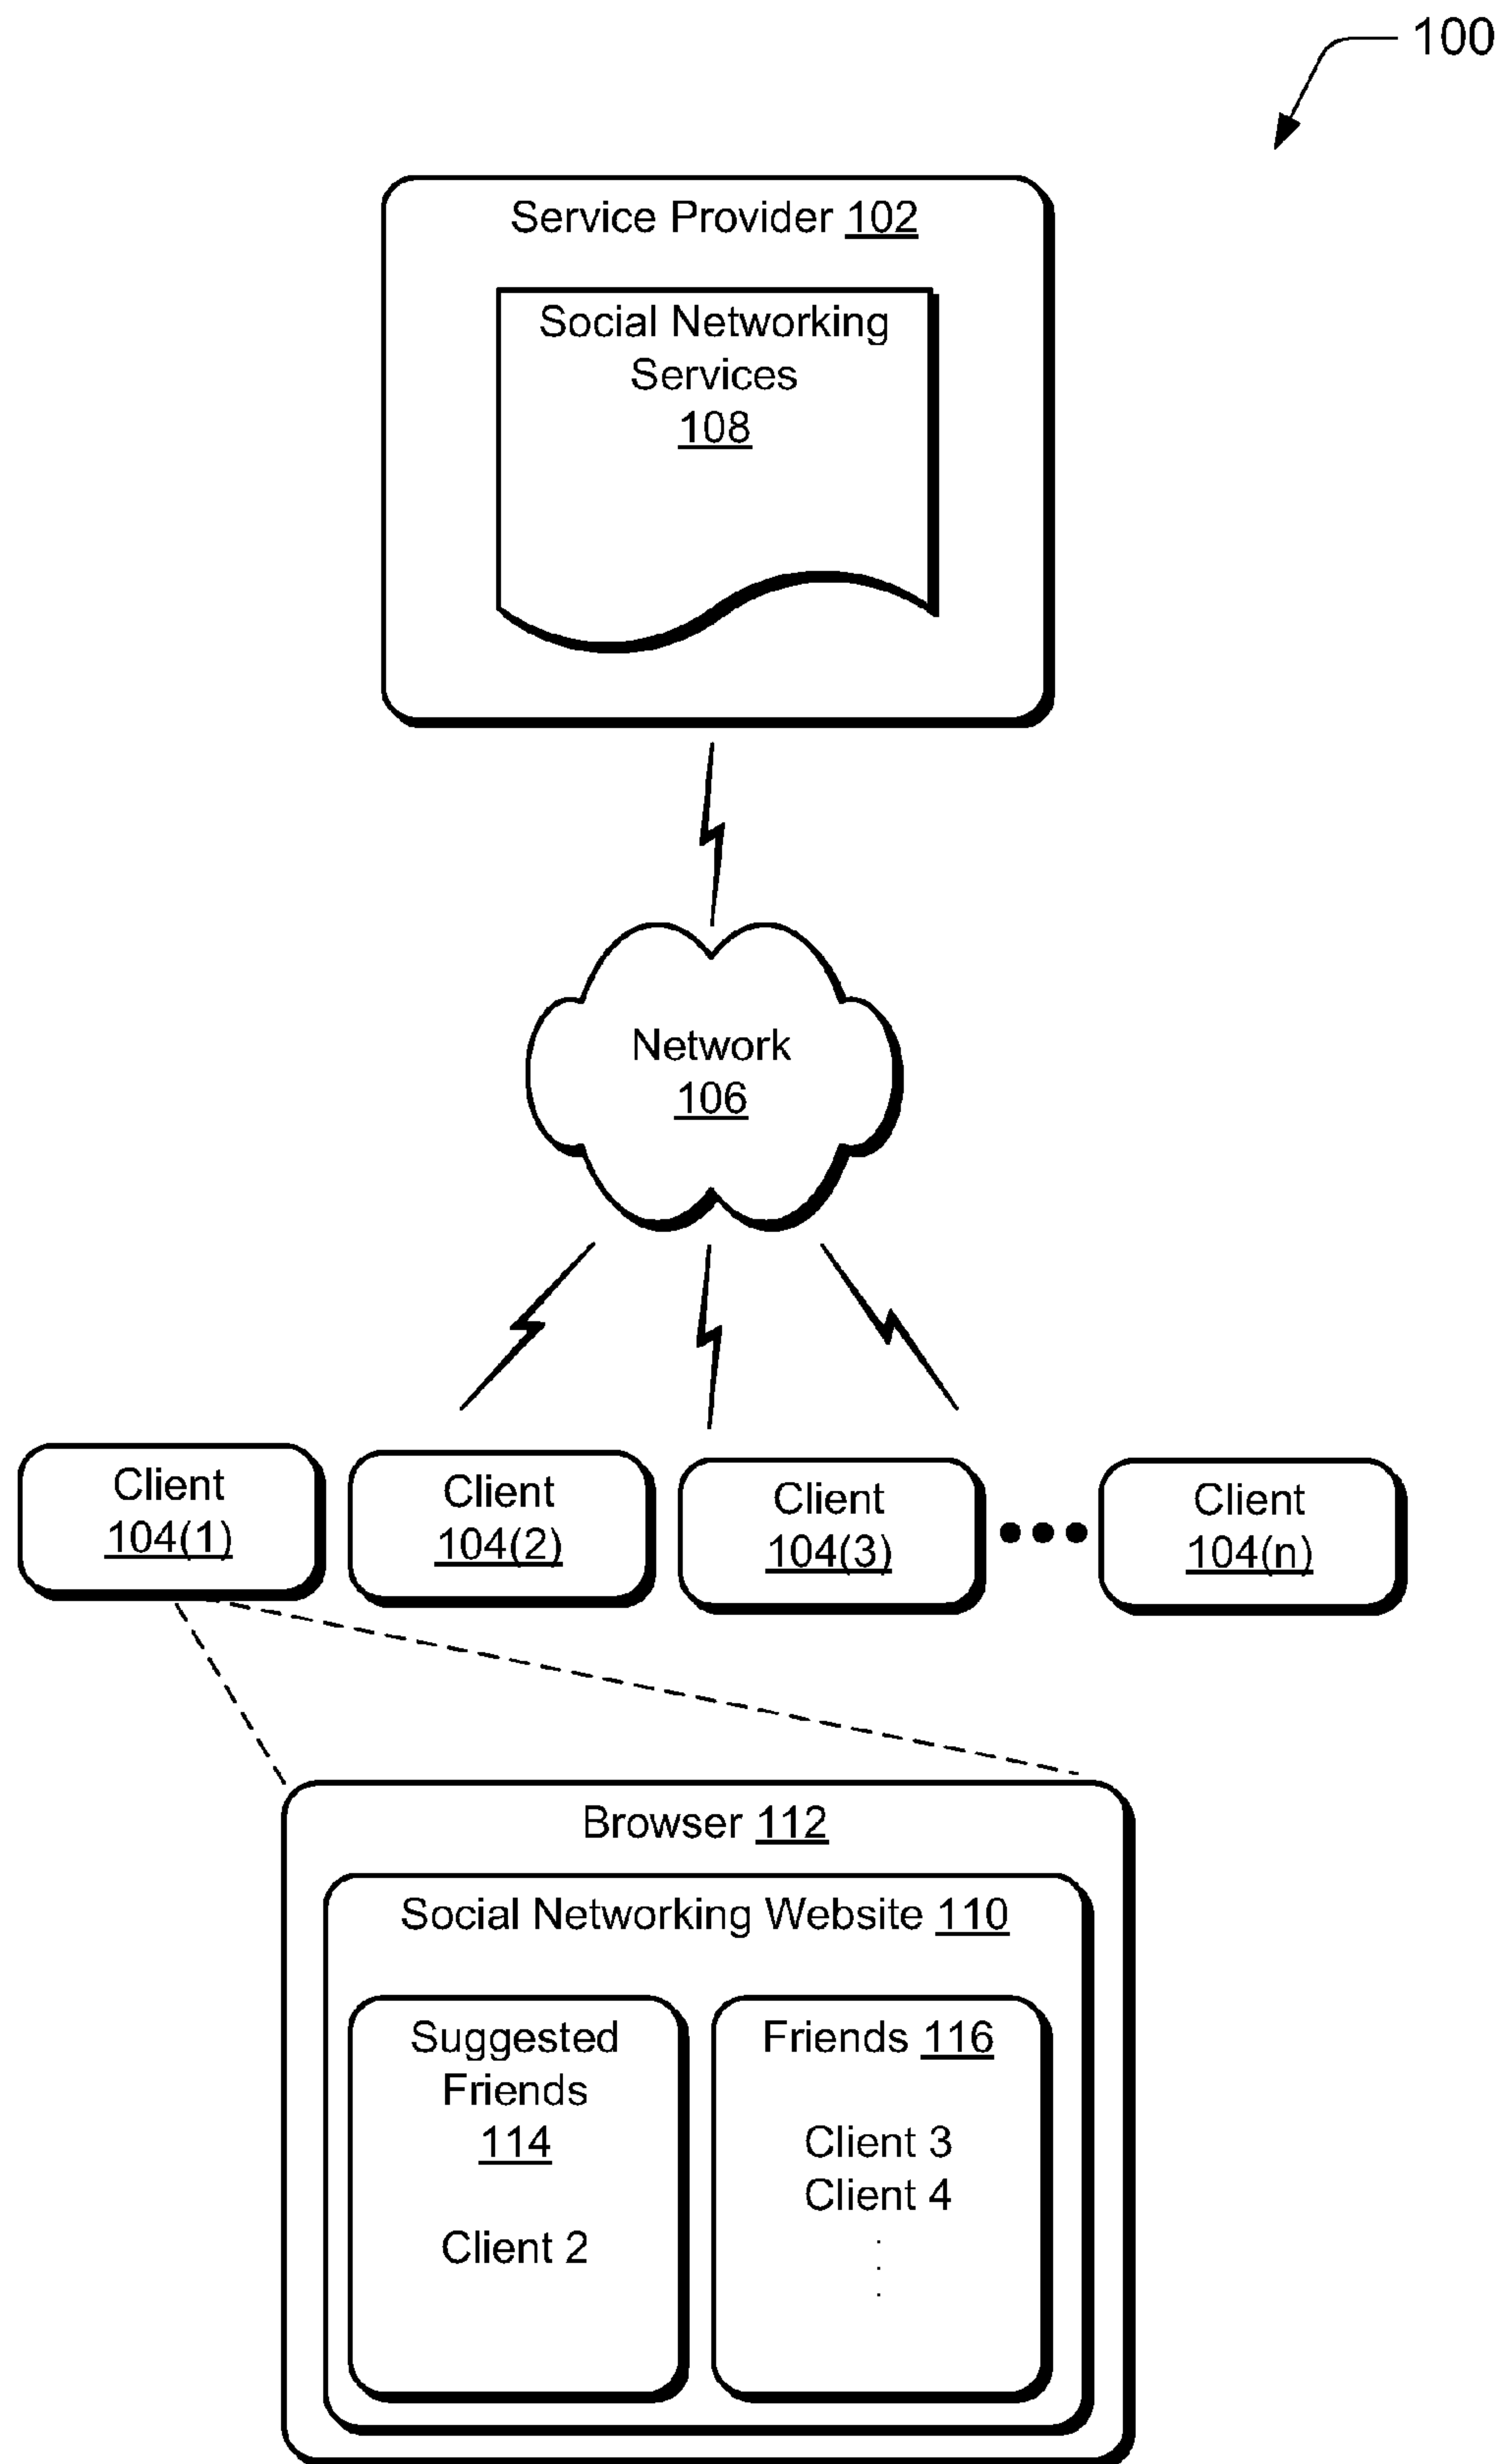 100
Service Provider 102
Social Networking
Services
108
Network
106
Client
104(1)
Client
104(2)
Client
104(3)
Client
104(n)
Browser 112
Social Networking Website 110
Suggested
Friends
114
Client 2
Friends 116
Client 3
Client 4